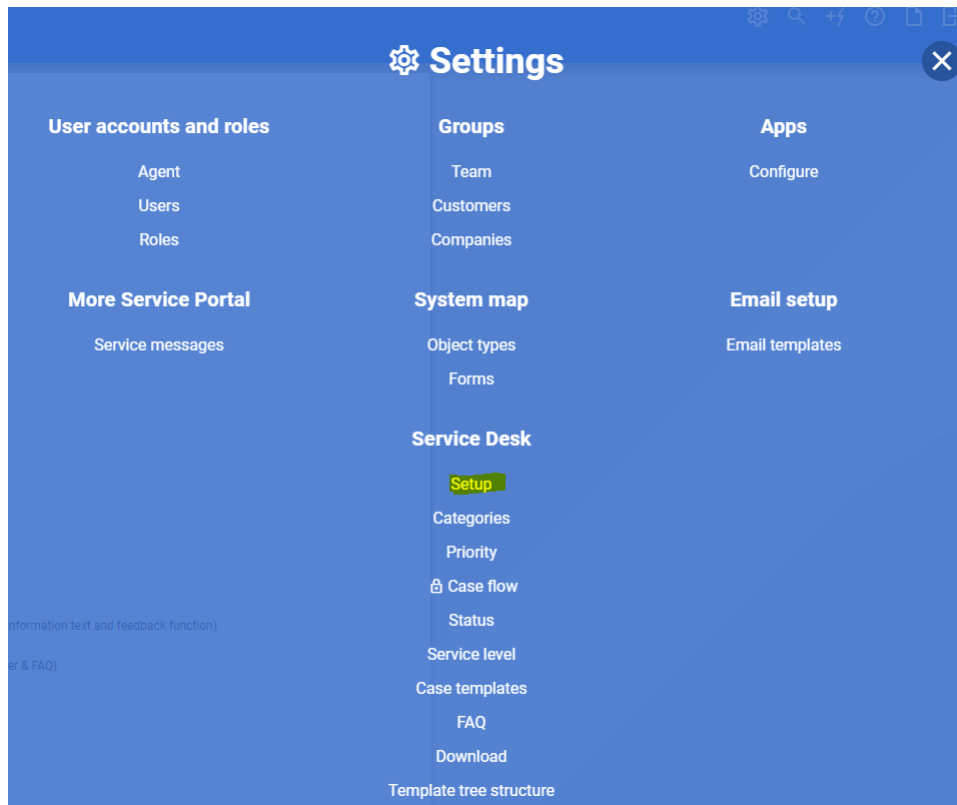 Settings
User accounts and roles
Agent
Users
Roles
Groups
Team
Customers
Companies
Apps
Configure
More Service Portal
Service messages
System map
Object types
Forms
Email setup
Email templates
Service Desk
Setup
Categories
Priority
Case flow
Status
Service level
Case templates
FAQ
Download
Template tree structure
information text and feedback function)
er & FAQ)